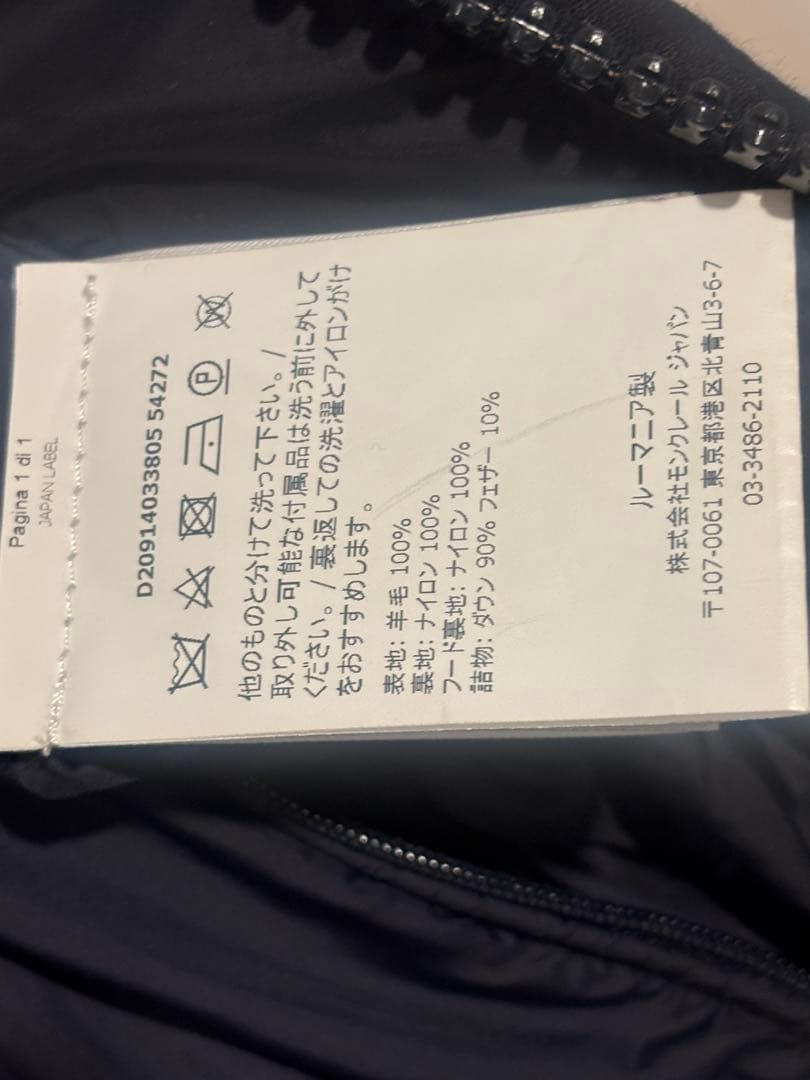 Pagina 1 di 1
JAPAN LABEL
D20914033805 54272
P
他のものと分けて洗って下さい。/
取り外し可能な付属品は洗う前に外して
ください。/ 裏返しての洗濯とアイロンがけ
をおすすめします。
表地: 羊毛 100%
裏地: ナイロン 100%
フード裏地: ナイロン 100%
詰物: ダウン 90% フェザー 10%
ルーマニア製
株式会社モンクレール ジャパン
〒107-0061 東京都港区北青山3-6-7
03-3486-2110